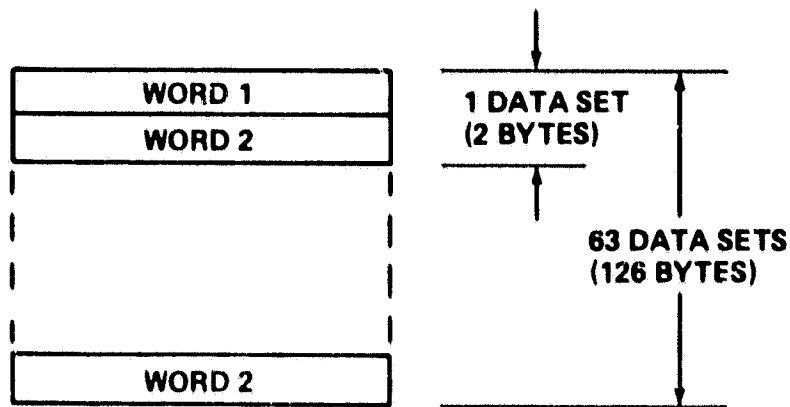 WORD 1
WORD 2
1 DATA SET
(2 BYTES)
63 DATA SETS
(126 BYTES)
WORD 2